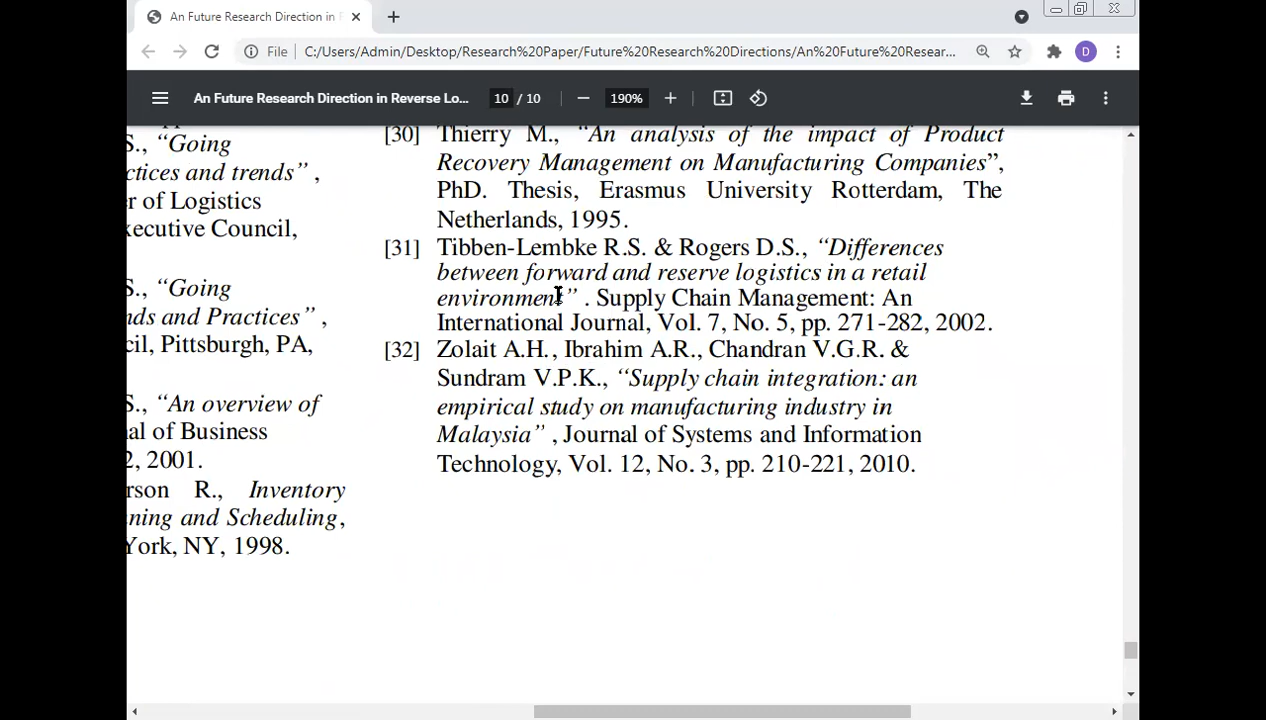 An Future Research Direction in R
File C:/Users/Admin/Desktop/Research%20Paper/Future%20Research%20Directions/An%20Future%20Resear...
D
An Future Research Direction in Reverse Lo... 10 / 10 190%
S., “Going
ctices and trends” ,
er of Logistics
xecutive Council,
S., “Going
nds and Practices” ,
cil, Pittsburgh, PA,
S., “An overview of
nal of Business
2, 2001.
rson R., Inventory
nning and Scheduling,
York, NY, 1998.
[30] Thierry M., “An analysis of the impact of Product
Recovery Management on Manufacturing Companies”,
PhD. Thesis, Erasmus University Rotterdam, The
Netherlands, 1995.
[31] Tibben-Lembke R.S. & Rogers D.S., “Differences
between forward and reserve logistics in a retail
environment” . Supply Chain Management: An
International Journal, Vol. 7, No. 5, pp. 271-282, 2002.
[32] Zolait A.H., Ibrahim A.R., Chandran V.G.R. &
Sundram V.P.K., “Supply chain integration: an
empirical study on manufacturing industry in
Malaysia” , Journal of Systems and Information
Technology, Vol. 12, No. 3, pp. 210-221, 2010.